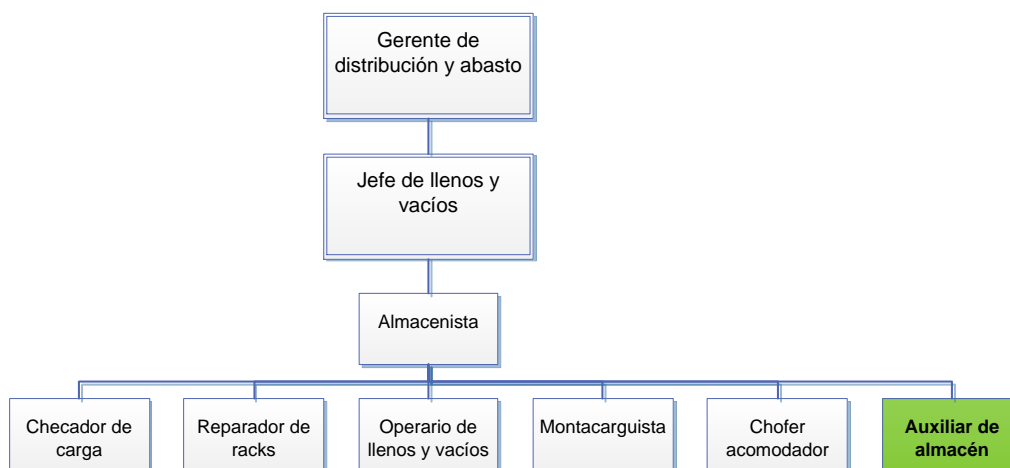 Gerente de
distribución y abasto
Jefe de llenos y
vacíos
Almacenista
Checador de
carga
Reparador de
racks
Operario de
llenos y vacíos
Montacarguista
Chofer
acomodador
Auxiliar de
almacén